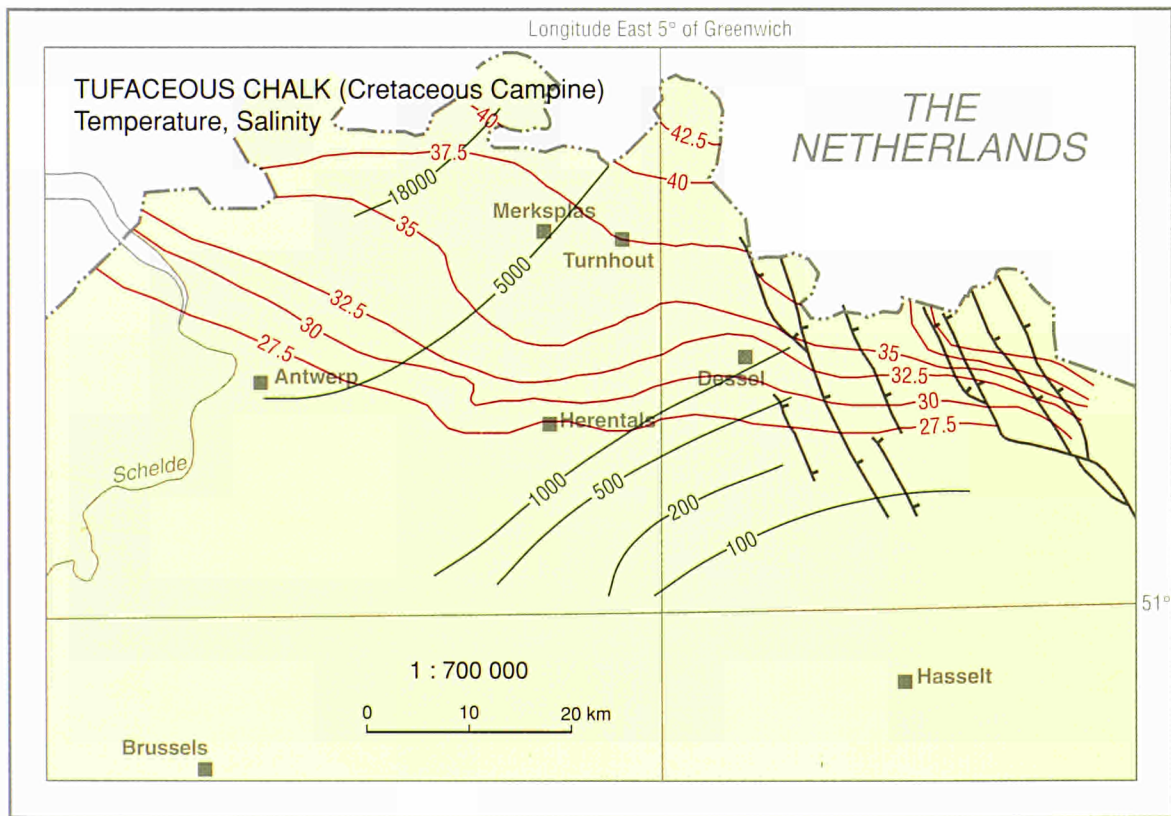 Longitude East 5° of Greenwich
TUFACEOUS CHALK (Cretaceous Campine)
Temperature, Salinity
THE
NETHERLANDS
40
42.5
37.5
40
18000
35
Merksplas
Turnhout
5000
32.5
30
27.5
35
Antwerp
Dessel
32.5
30
Herentals
27.5
Schelde
1000
500
200
100
51°
1 : 700 000
0 10 20 km
Hasselt
Brussels